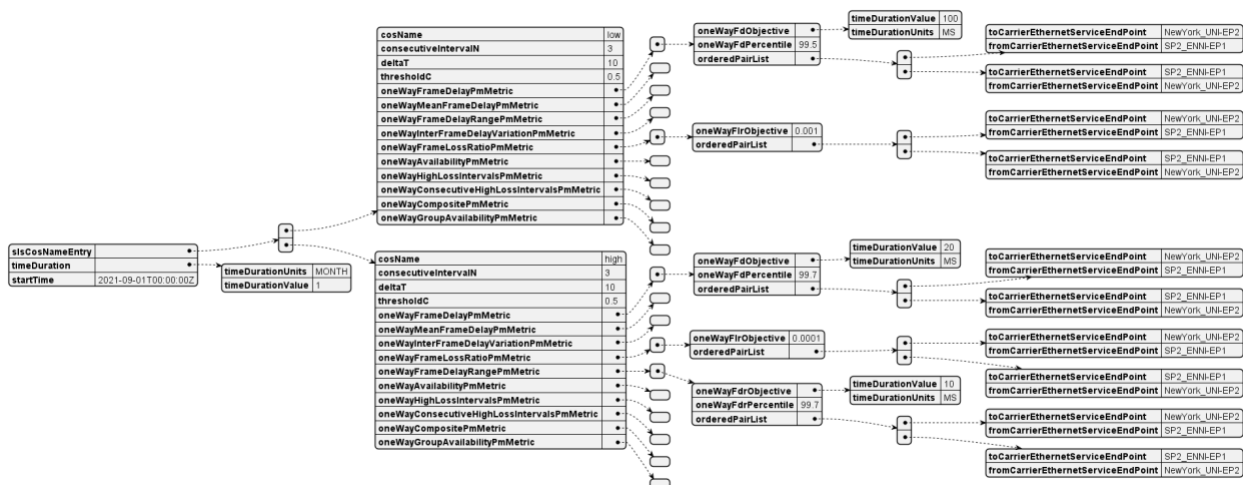 slsCosNameEntry
timeDuration
startTime 2021-09-01T00:00:00Z
timeDurationUnits MONTH
timeDurationValue 1
cosName low
consecutiveIntervalN 3
deltaT 10
thresholdC 0.5
oneWayFrameDelayPmMetric
oneWayMeanFrameDelayPmMetric
oneWayFrameDelayRangePmMetric
oneWayInterFrameDelayVariationPmMetric
oneWayFrameLossRatioPmMetric
oneWayAvailabilityPmMetric
oneWayHighLossIntervalsPmMetric
oneWayConsecutiveHighLossIntervalsPmMetric
oneWayCompositePmMetric
oneWayGroupAvailabilityPmMetric
oneWayFdObjective
oneWayFdPercentile 99.5
orderedPairList
timeDurationValue 100
timeDurationUnits MS
toCarrierEthernetServiceEndPoint NewYork_UNI-EP2
fromCarrierEthernetServiceEndPoint SP2_ENNI-EP1
toCarrierEthernetServiceEndPoint SP2_ENNI-EP1
fromCarrierEthernetServiceEndPoint NewYork_UNI-EP2
oneWayFlrObjective 0.001
orderedPairList
toCarrierEthernetServiceEndPoint NewYork_UNI-EP2
fromCarrierEthernetServiceEndPoint SP2_ENNI-EP1
toCarrierEthernetServiceEndPoint SP2_ENNI-EP1
fromCarrierEthernetServiceEndPoint NewYork_UNI-EP2
cosName high
consecutiveIntervalN 3
deltaT 10
thresholdC 0.5
oneWayFrameDelayPmMetric
oneWayMeanFrameDelayPmMetric
oneWayInterFrameDelayVariationPmMetric
oneWayFrameLossRatioPmMetric
oneWayFrameDelayRangePmMetric
oneWayAvailabilityPmMetric
oneWayHighLossIntervalsPmMetric
oneWayConsecutiveHighLossIntervalsPmMetric
oneWayCompositePmMetric
oneWayGroupAvailabilityPmMetric
oneWayFdObjective
oneWayFdPercentile 99.7
orderedPairList
timeDurationValue 20
timeDurationUnits MS
toCarrierEthernetServiceEndPoint NewYork_UNI-EP2
fromCarrierEthernetServiceEndPoint SP2_ENNI-EP1
toCarrierEthernetServiceEndPoint SP2_ENNI-EP1
fromCarrierEthernetServiceEndPoint NewYork_UNI-EP2
oneWayFlrObjective 0.0001
orderedPairList
toCarrierEthernetServiceEndPoint NewYork_UNI-EP2
fromCarrierEthernetServiceEndPoint SP2_ENNI-EP1
toCarrierEthernetServiceEndPoint SP2_ENNI-EP1
fromCarrierEthernetServiceEndPoint NewYork_UNI-EP2
oneWayFdrObjective
oneWayFdrPercentile 99.7
orderedPairList
timeDurationValue 10
timeDurationUnits MS
toCarrierEthernetServiceEndPoint NewYork_UNI-EP2
fromCarrierEthernetServiceEndPoint SP2_ENNI-EP1
toCarrierEthernetServiceEndPoint SP2_ENNI-EP1
fromCarrierEthernetServiceEndPoint NewYork_UNI-EP2